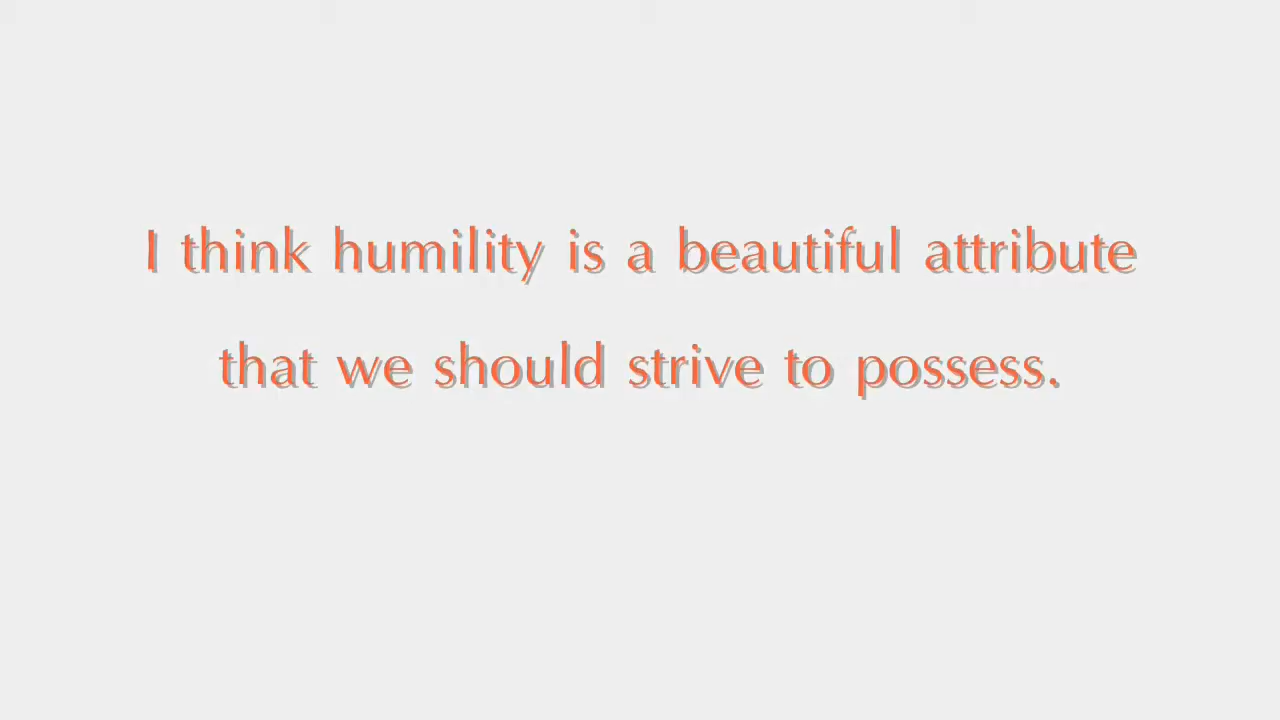 I think humility is a beautiful attribute
that we should strive to possess.